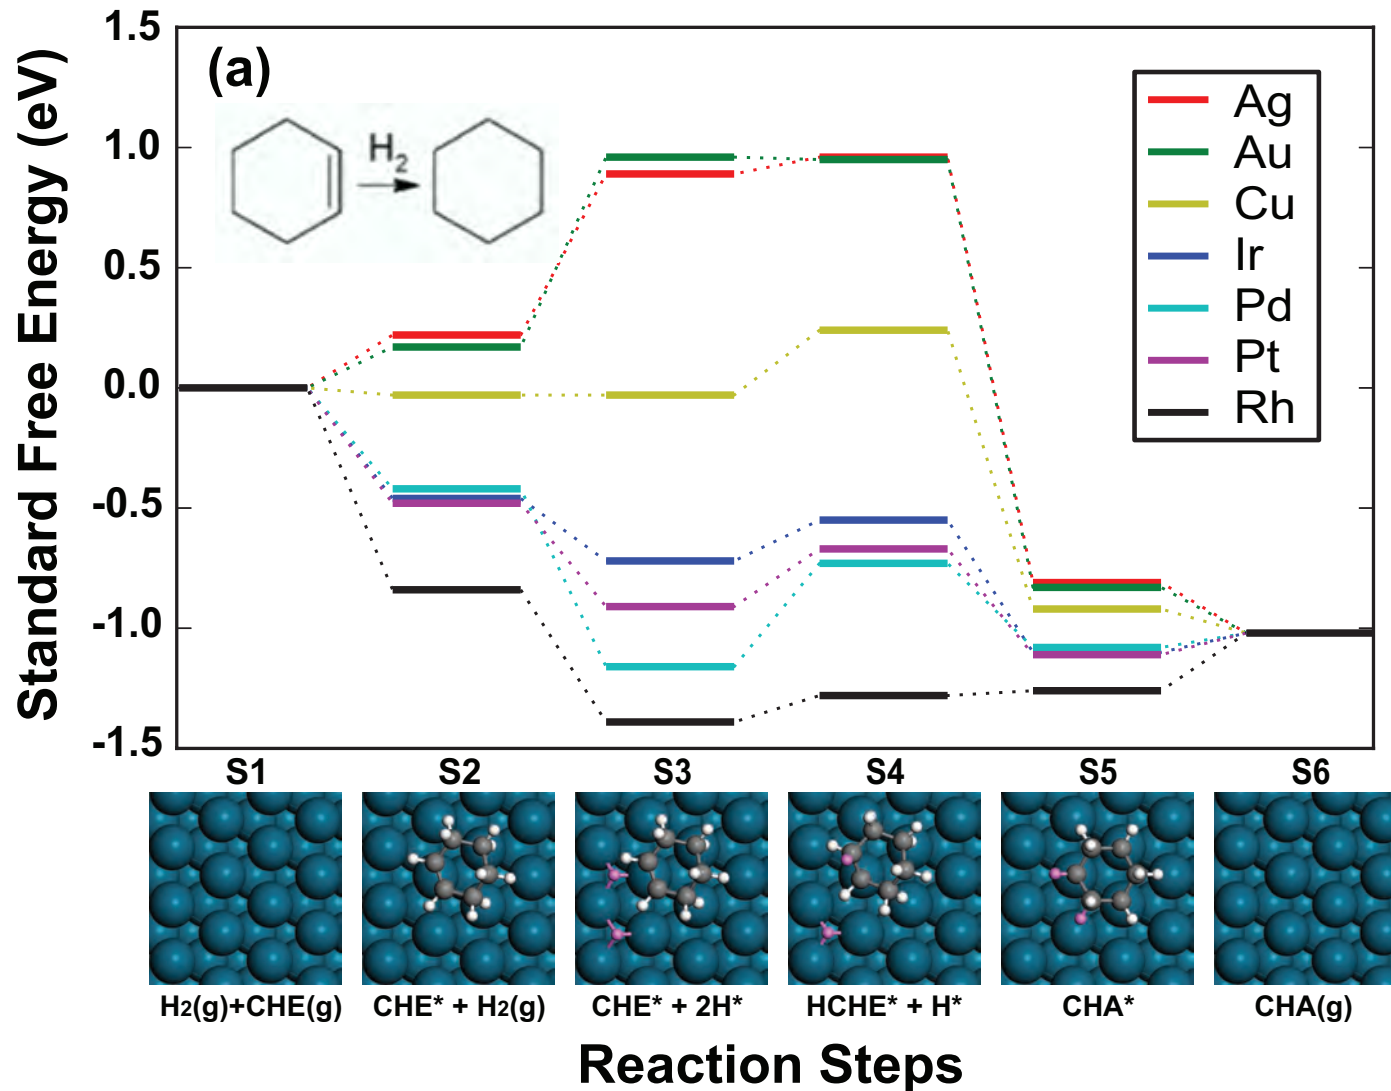 (a)
H2
Standard Free Energy (eV)
1.5
1.0
0.5
0.0
-0.5
-1.0
-1.5
Ag
Au
Cu
Ir
Pd
Pt
Rh
S1 S2 S3 S4 S5 S6
H2(g)+CHE(g) CHE* + H2(g) CHE* + 2H* HCHE* + H* CHA* CHA(g)
Reaction Steps